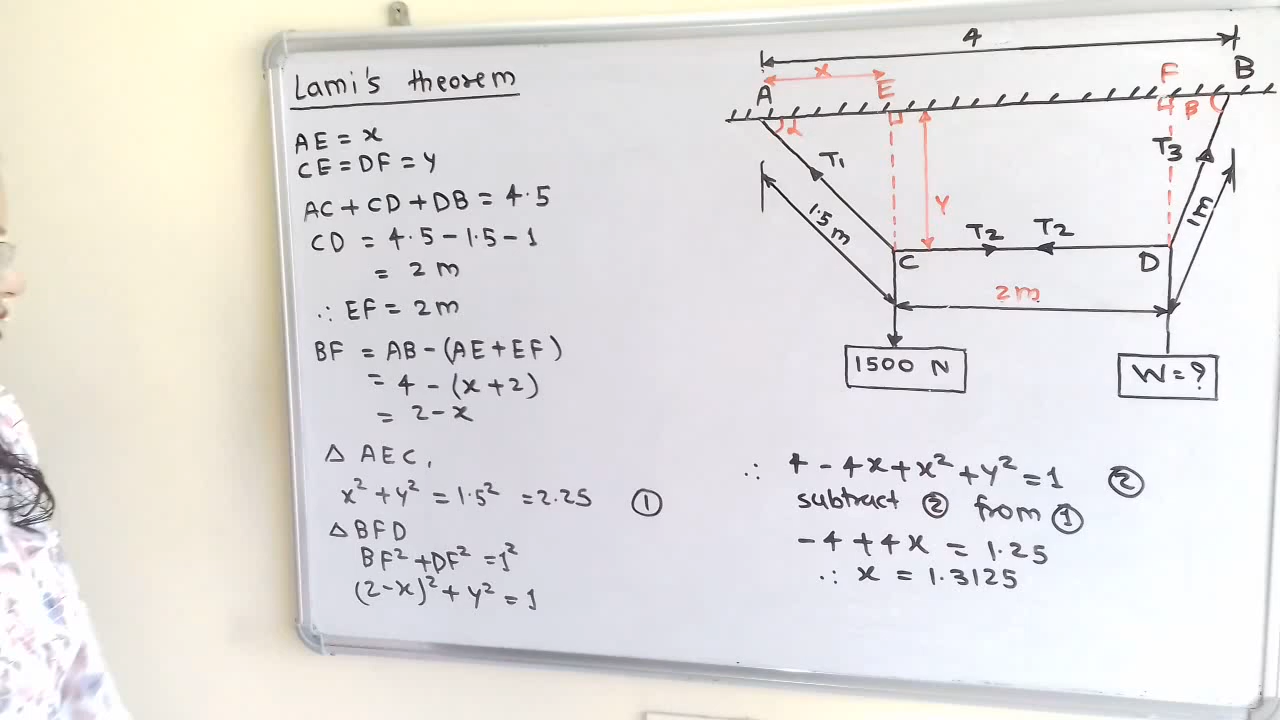 Lami's theorem
AE = x
CE = DF = Y
AC + CD + DB = 4.5
CD = 4.5 - 1.5 - 1
= 2 m
∴ EF = 2m
BF = AB - (AE + EF)
= 4 - (x + 2)
= 2 - x
△ AEC,
x² + y² = 1.5² = 2.25 ①
△ BFD
BF² + DF² = 1²
(2-x)² + y² = 1
4
x
A
E
F
B
α
B
T1
T3
Y
1.5 m
1m
T2
T2
C
D
2m
1500 N
W = ?
∴ 4 - 4x + x² + y² = 1 ②
subtract ② from ①
-4 + 4x = 1.25
∴ x = 1.3125